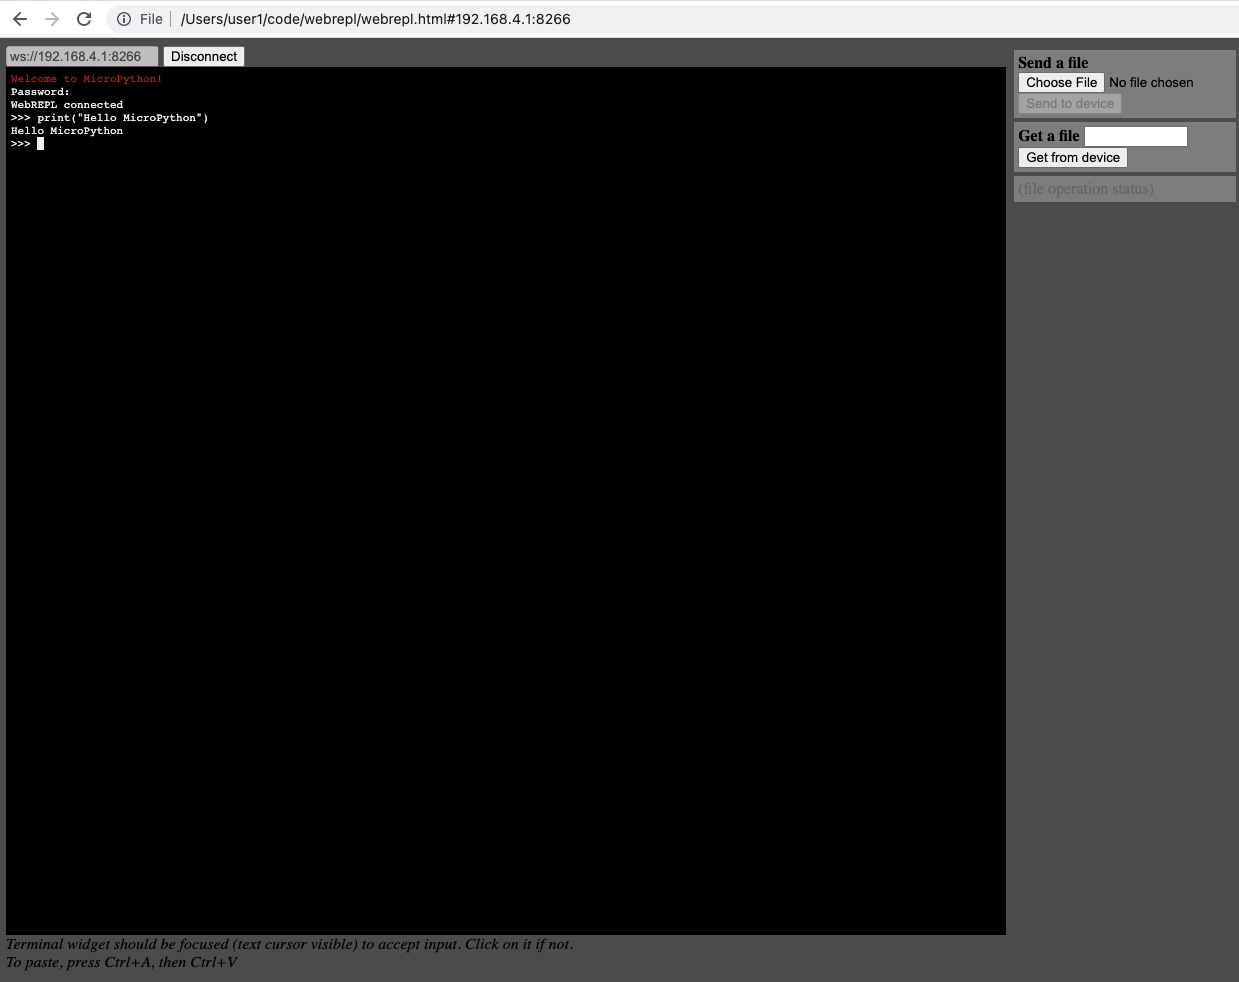 File | /Users/user1/code/webrepl/webrepl.html#192.168.4.1:8266
ws://192.168.4.1:8266 Disconnect
Welcome to MicroPython!
Password:
WebREPL connected
>>> print("Hello MicroPython")
Hello MicroPython
>>>
Send a file
Choose File No file chosen
Send to device
Get a file
Get from device
(file operation status)
Terminal widget should be focused (text cursor visible) to accept input. Click on it if not.
To paste, press Ctrl+A, then Ctrl+V